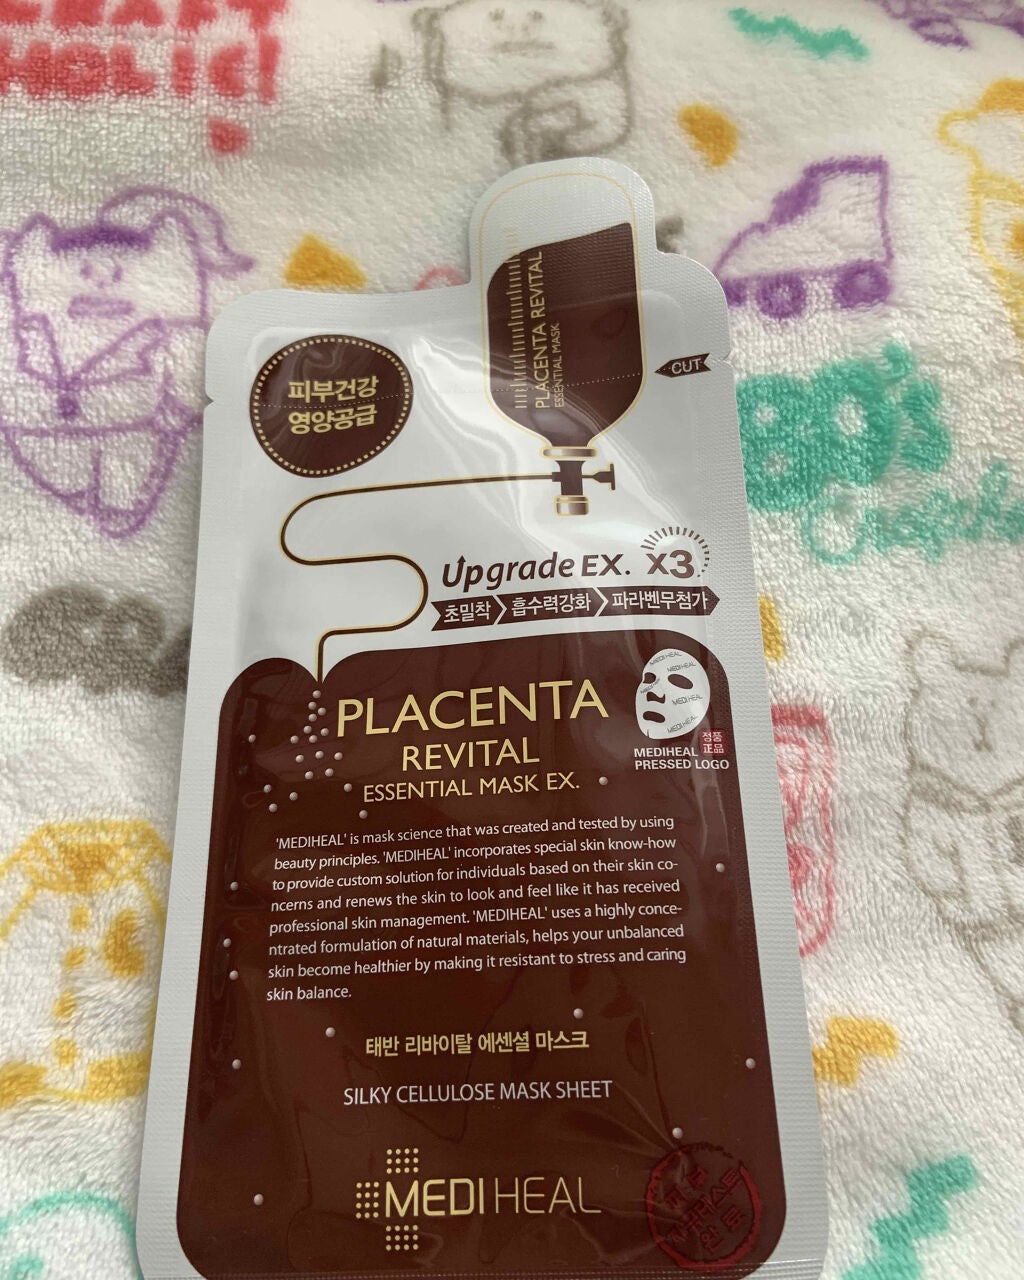 CRAFT
HOLIC!
PLACENTA REVITAL
ESSENTIAL MASK
CUT
피부건강
영양공급
Upgrade EX. x3
초밀착 흡수력강화 파라벤무첨가
MEDIHEAL
MEDIHEAL
MEDIHEAL
MEDIHEAL
PLACENTA
REVITAL
ESSENTIAL MASK EX.
정품
正品
MEDIHEAL
PRESSED LOGO
'MEDIHEAL' is mask science that was created and tested by using
beauty principles. 'MEDIHEAL' incorporates special skin know-how
to provide custom solution for individuals based on their skin co-
ncerns and renews the skin to look and feel like it has received
professional skin management. 'MEDIHEAL' uses a highly conce-
ntrated formulation of natural materials, helps your unbalanced
skin become healthier by making it resistant to stress and caring
skin balance.
태반 리바이탈 에센셜 마스크
SILKY CELLULOSE MASK SHEET
MEDIHEAL